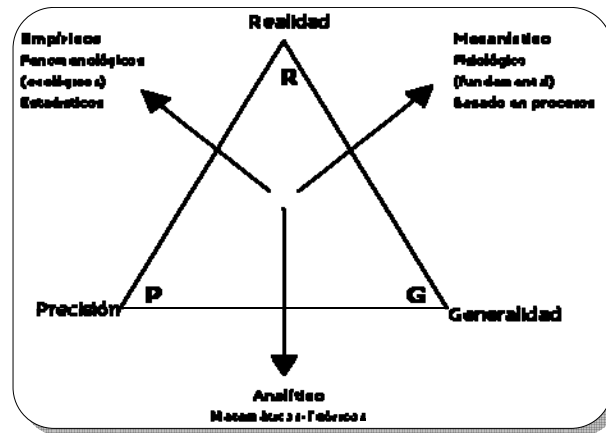 Realidad
Empíricos
Fenomenológicos
(ecológicos)
Estadísticos
Mecanístico
Fisiológico
(fundamental)
Basado en procesos
R
P
G
Precisión
Generalidad
Analítico
Matemáticos-Teóricos